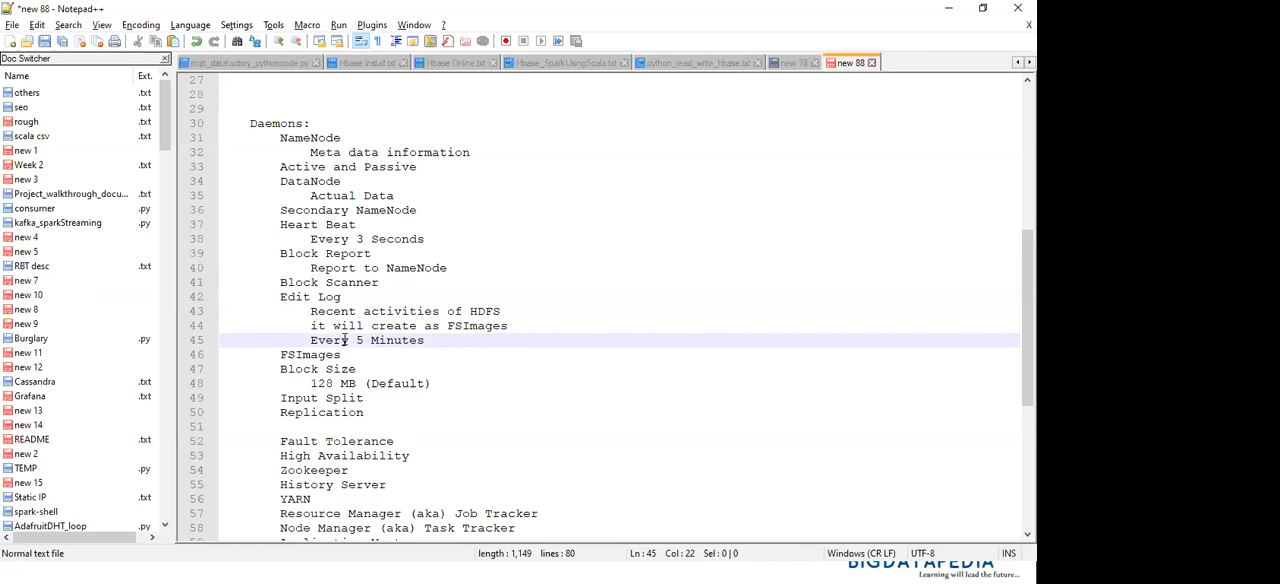 *new 88 - Notepad++
File Edit Search View Encoding Language Settings Tools Macro Run Plugins Window ? X
Doc Switcher
mqtt_datafactory_pythoncode.py Hbase Install.txt Hbase Online.txt Hbase_SparkUsingScala.txt python_read_write_hbase.txt new 78 new 88
Name Ext.
others .txt
seo .txt
rough .txt
scala csv .txt
new 1
Week 2 .txt
new 3
Project_walkthrough_docu... .txt
consumer .py
kafka_sparkStreaming .py
new 4
new 5
RBT desc .txt
new 7
new 10
new 8
new 9
Burglary .py
new 11
new 12
Cassandra .txt
Grafana .txt
new 13
new 14
README .txt
new 2
TEMP .py
new 15
Static IP .txt
spark-shell .txt
AdafruitDHT_loop .py
27
28
29
30 Daemons:
31 NameNode
32 Meta data information
33 Active and Passive
34 DataNode
35 Actual Data
36 Secondary NameNode
37 Heart Beat
38 Every 3 Seconds
39 Block Report
40 Report to NameNode
41 Block Scanner
42 Edit Log
43 Recent activities of HDFS
44 it will create as FSImages
45 Every 5 Minutes
46 FSImages
47 Block Size
48 128 MB (Default)
49 Input Split
50 Replication
51
52 Fault Tolerance
53 High Availability
54 Zookeeper
55 History Server
56 YARN
57 Resource Manager (aka) Job Tracker
58 Node Manager (aka) Task Tracker
Normal text file length : 1,149 lines : 80 Ln : 45 Col : 22 Sel : 0 | 0 Windows (CR LF) UTF-8 INS
BIGDATAPEDIA
Learning will lead the future...